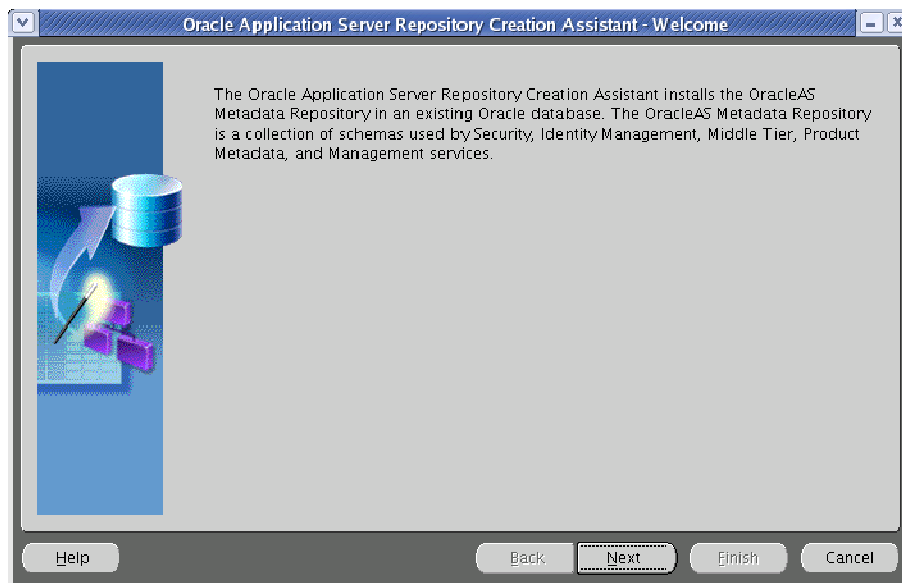 Oracle Application Server Repository Creation Assistant - Welcome
The Oracle Application Server Repository Creation Assistant installs the OracleAS
Metadata Repository in an existing Oracle database. The OracleAS Metadata Repository
is a collection of schemas used by Security, Identity Management, Middle Tier, Product
Metadata, and Management services.
Help
Back
Next
Finish
Cancel